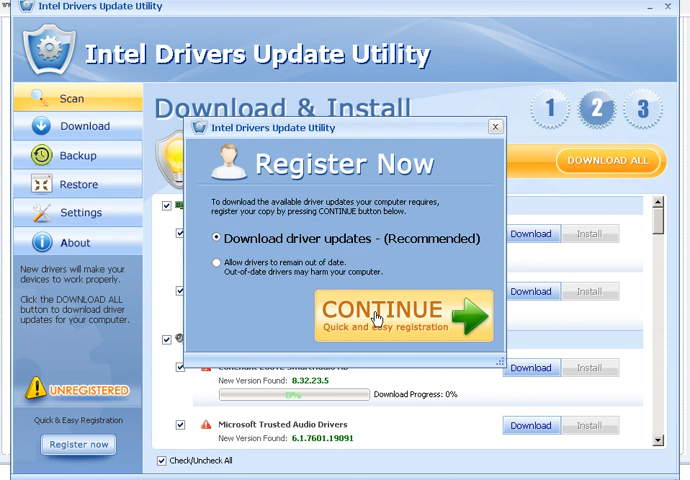 Intel Drivers Update Utility
Intel Drivers Update Utility
Scan
Download
Backup
Restore
Settings
About
New drivers will make your
devices to work properly.
Click the DOWNLOAD ALL
button to download driver
updates for your computer.
UNREGISTERED
Quick & Easy Registration
Register now
Download & Install
1
2
3
DOWNLOAD ALL
Intel Drivers Update Utility
Register Now
To download the available driver updates your computer requires,
register your copy by pressing CONTINUE button below.
Download driver updates - (Recommended)
Allow drivers to remain out of date.
Out-of-date drivers may harm your computer.
CONTINUE
Quick and easy registration
Download
Install
Download
Install
New Version Found: 8.32.23.5
Download
Install
0%
Download Progress: 0%
Microsoft Trusted Audio Drivers
Download
Install
New Version Found: 6.1.7601.19091
Check/Uncheck All